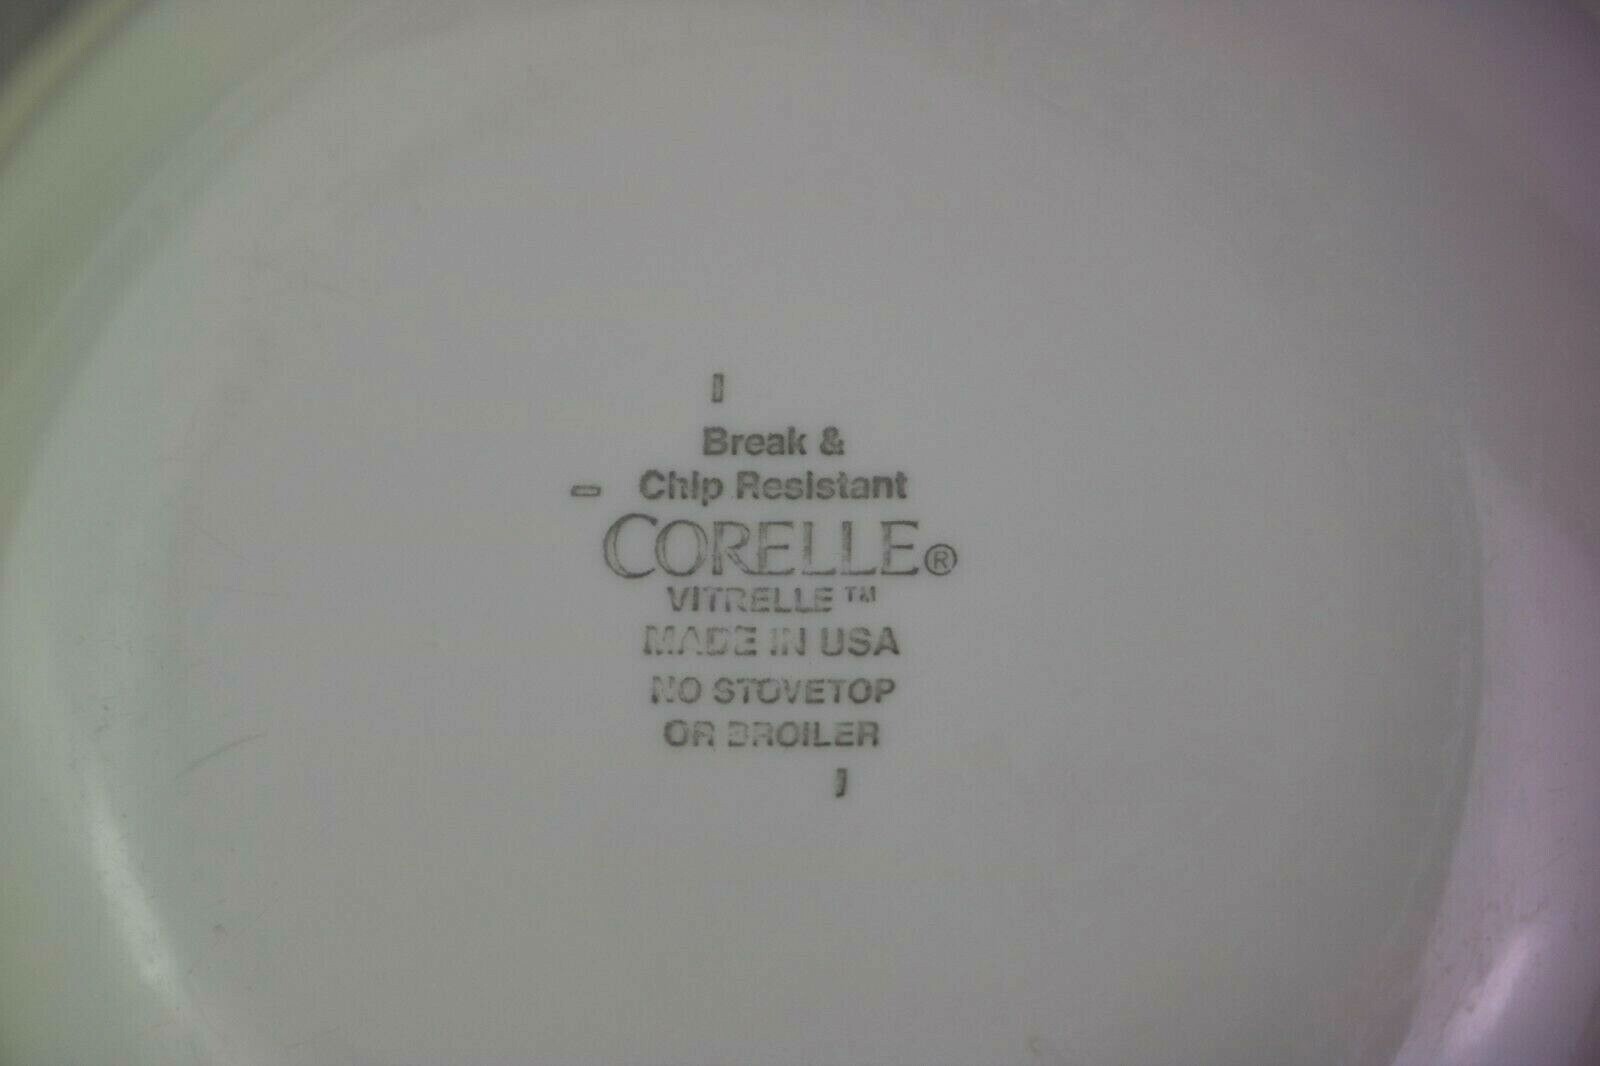 Break &
Chip Resistant
CORELLE®
VITRELLE™
MADE IN USA
NO STOVETOP
OR BROILER